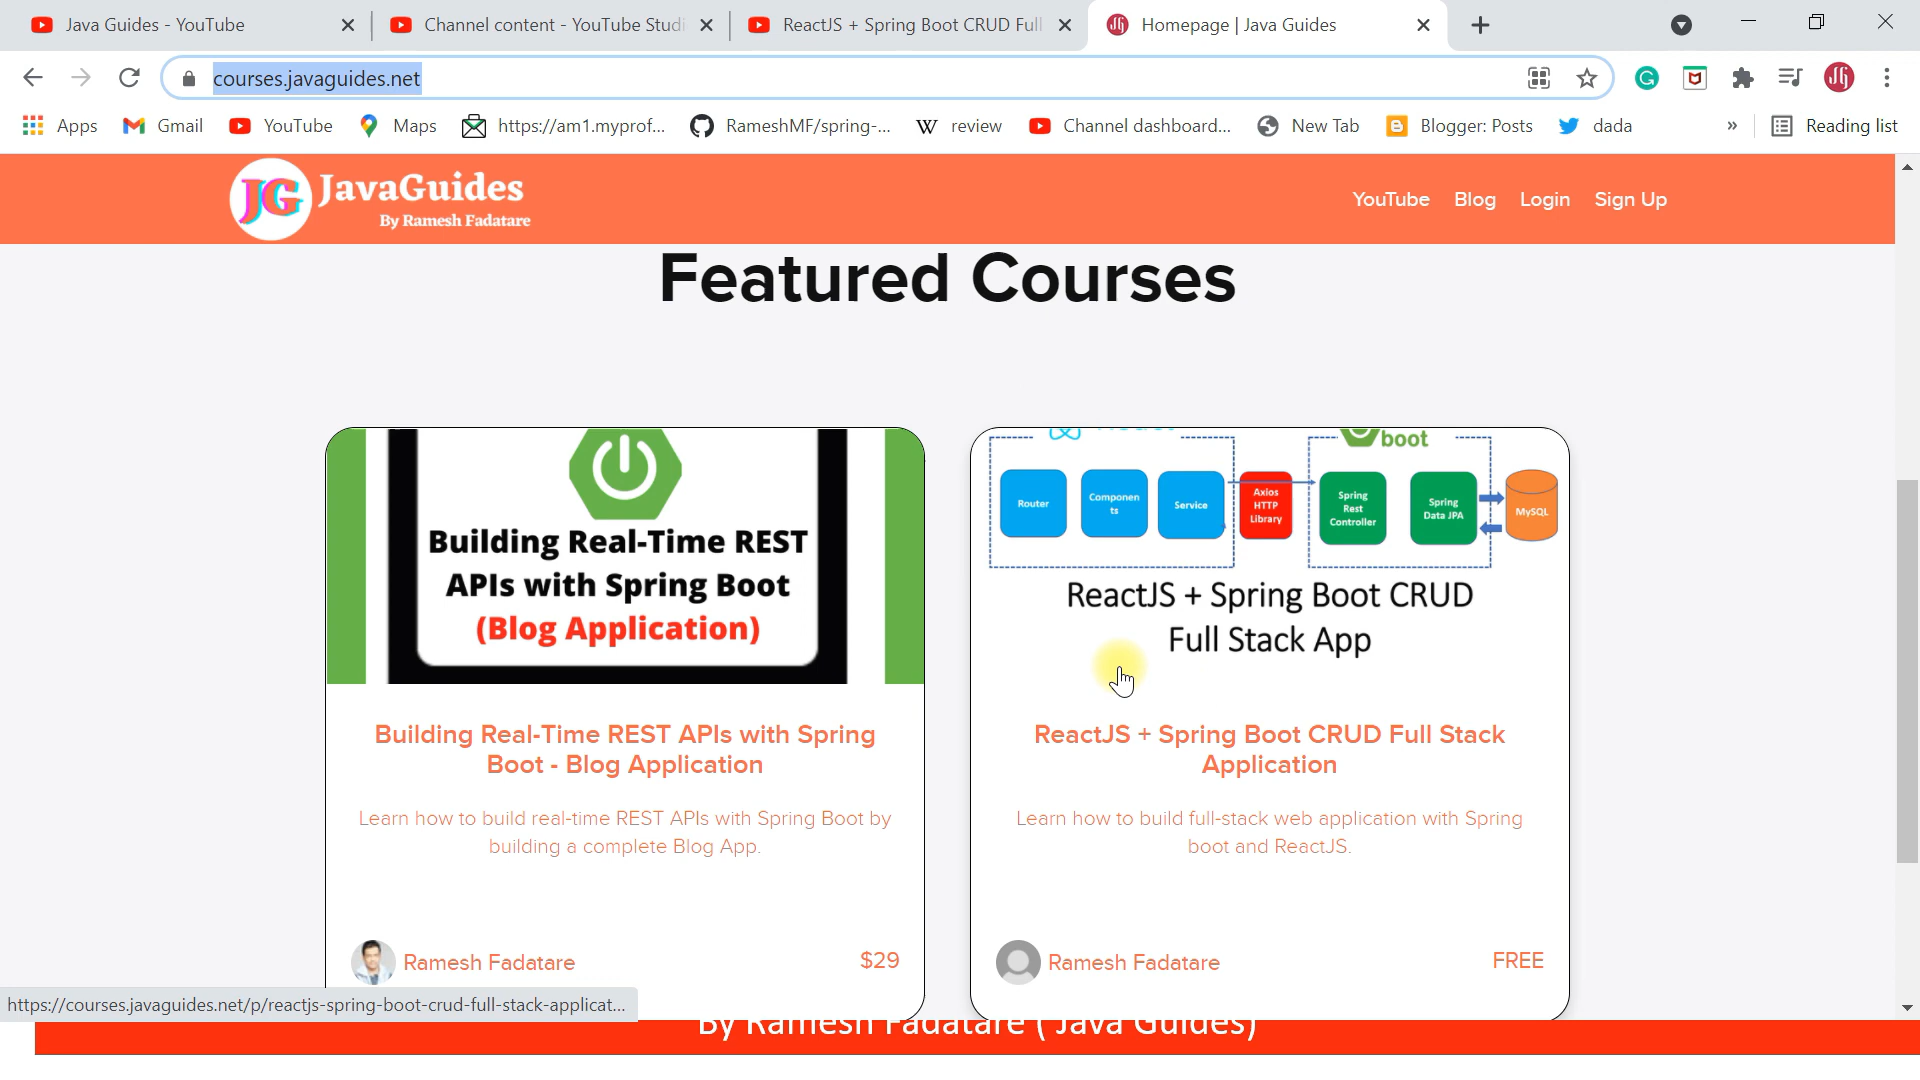 Java Guides - YouTube
Channel content - YouTube Studi
ReactJS + Spring Boot CRUD Full
Homepage | Java Guides
courses.javaguides.net
Apps
Gmail
YouTube
Maps
https://am1.myprof...
RameshMF/spring-...
W review
Channel dashboard...
New Tab
Blogger: Posts
dada
»
Reading list
JG JavaGuides
By Ramesh Fadatare
YouTube
Blog
Login
Sign Up
Featured Courses
Building Real-Time REST
APIs with Spring Boot
(Blog Application)
boot
Router
Componen
ts
Service
Axios
HTTP
Library
Spring
Rest
Controller
Spring
Data JPA
MySQL
ReactJS + Spring Boot CRUD
Full Stack App
Building Real-Time REST APIs with Spring
Boot - Blog Application
Learn how to build real-time REST APIs with Spring Boot by
building a complete Blog App.
Ramesh Fadatare
$29
ReactJS + Spring Boot CRUD Full Stack
Application
Learn how to build full-stack web application with Spring
boot and ReactJS.
Ramesh Fadatare
FREE
https://courses.javaguides.net/p/reactjs-spring-boot-crud-full-stack-applicat...
By Ramesh Fadatare ( Java Guides)